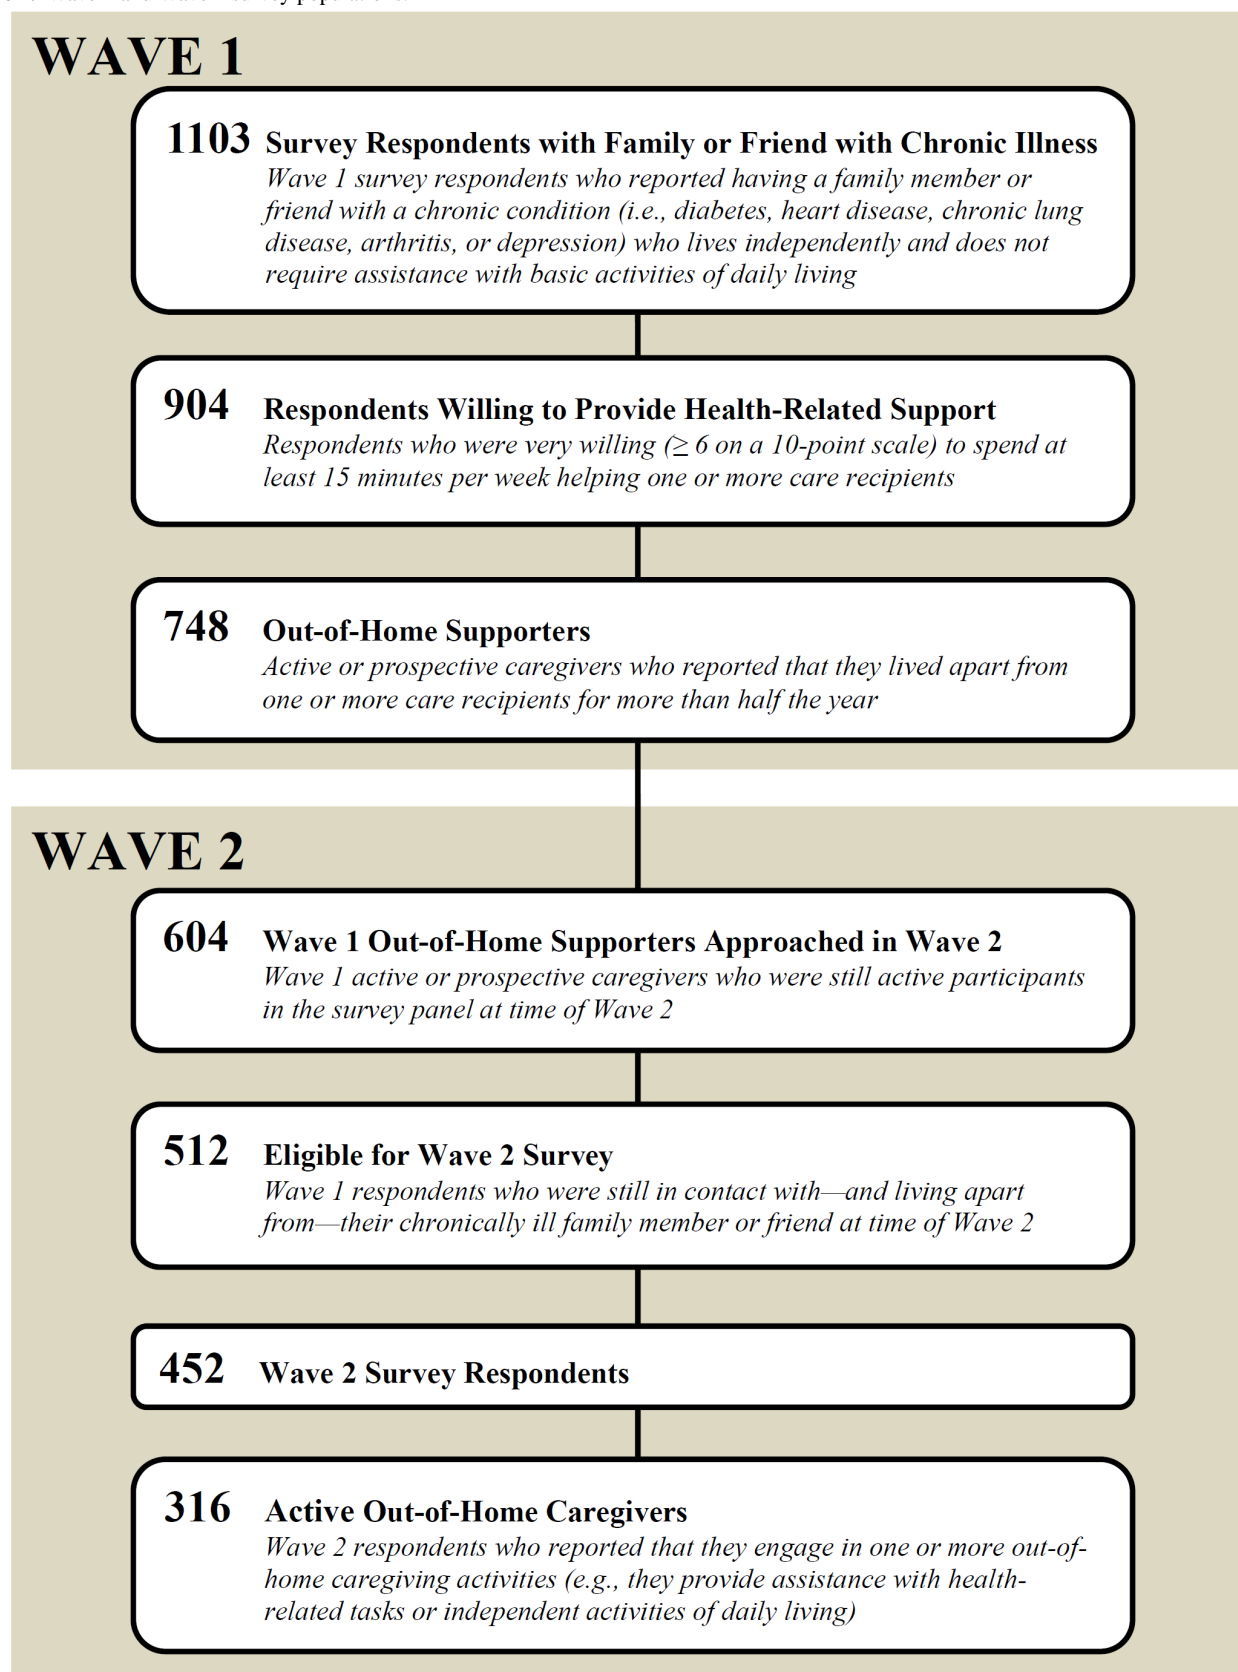 WAVE 1
1103 Survey Respondents with Family or Friend with Chronic Illness
Wave 1 survey respondents who reported having a family member or
friend with a chronic condition (i.e., diabetes, heart disease, chronic lung
disease, arthritis, or depression) who lives independently and does not
require assistance with basic activities of daily living
904 Respondents Willing to Provide Health-Related Support
Respondents who were very willing (≥ 6 on a 10-point scale) to spend at
least 15 minutes per week helping one or more care recipients
748 Out-of-Home Supporters
Active or prospective caregivers who reported that they lived apart from
one or more care recipients for more than half the year
WAVE 2
604 Wave 1 Out-of-Home Supporters Approached in Wave 2
Wave 1 active or prospective caregivers who were still active participants
in the survey panel at time of Wave 2
512 Eligible for Wave 2 Survey
Wave 1 respondents who were still in contact with—and living apart
from—their chronically ill family member or friend at time of Wave 2
452 Wave 2 Survey Respondents
316 Active Out-of-Home Caregivers
Wave 2 respondents who reported that they engage in one or more out-of-
home caregiving activities (e.g., they provide assistance with health-
related tasks or independent activities of daily living)